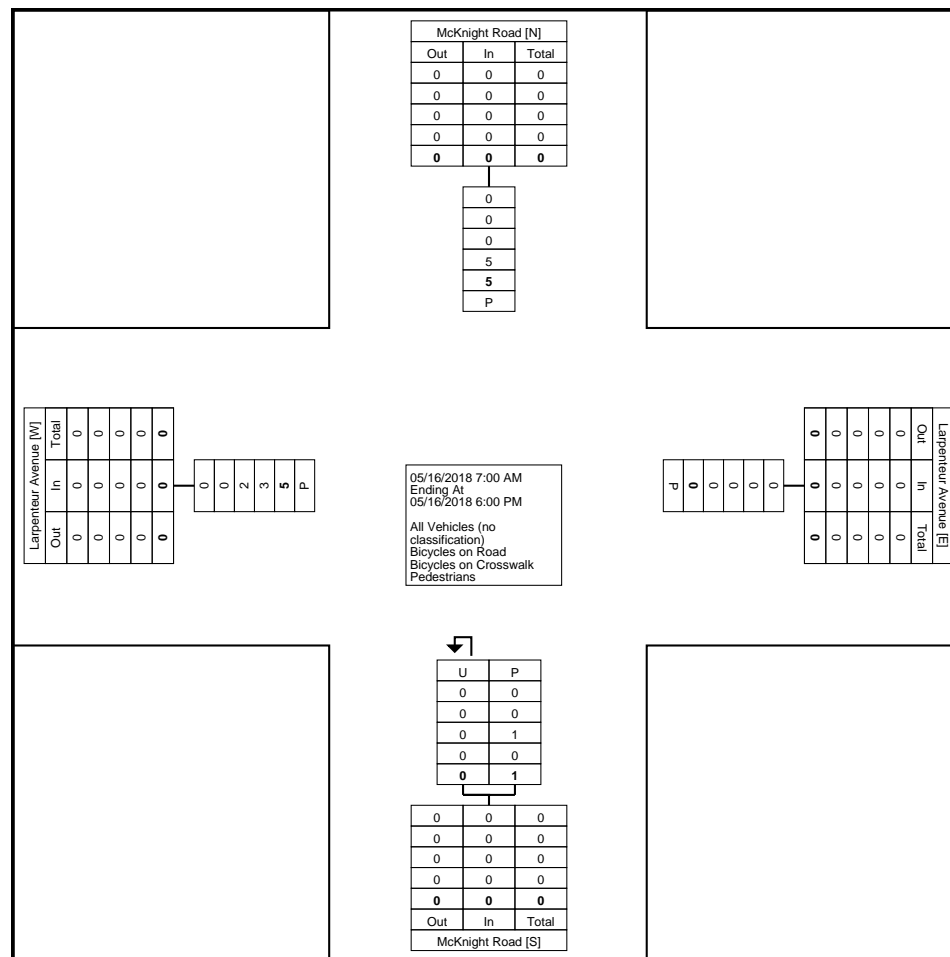 McKnight Road [N]
Out In Total
0 0 0
0 0 0
0 0 0
0 0 0
0 0 0
0
0
0
5
5
P
Larpenteur Avenue [W]
Out In Total
0 0 0
0 0 0
0 0 0
0 0 0
0 0 0
0
0
2
3
5
P
05/16/2018 7:00 AM
Ending At
05/16/2018 6:00 PM
All Vehicles (no
classification)
Bicycles on Road
Bicycles on Crosswalk
Pedestrians
Larpenteur Avenue [E]
Out In Total
0 0 0
0 0 0
0 0 0
0 0 0
0 0 0
0
0
0
0
0
P
U P
0 0
0 0
0 1
0 0
0 1
0 0 0
0 0 0
0 0 0
0 0 0
0 0 0
Out In Total
McKnight Road [S]